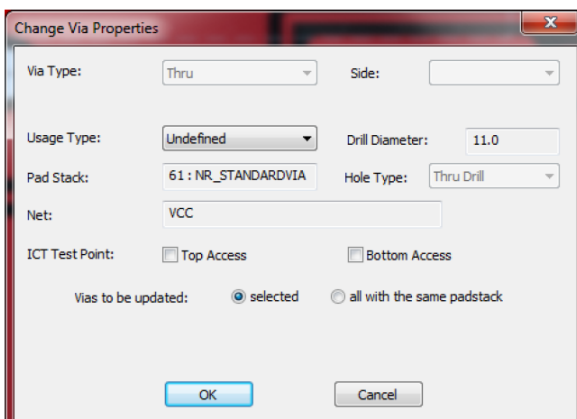 Change Via Properties
Via Type: Thru Side:
Usage Type: Undefined Drill Diameter: 11.0
Pad Stack: 61 : NR_STANDARDVIA Hole Type: Thru Drill
Net: VCC
ICT Test Point: Top Access Bottom Access
Vias to be updated: selected all with the same padstack
OK Cancel